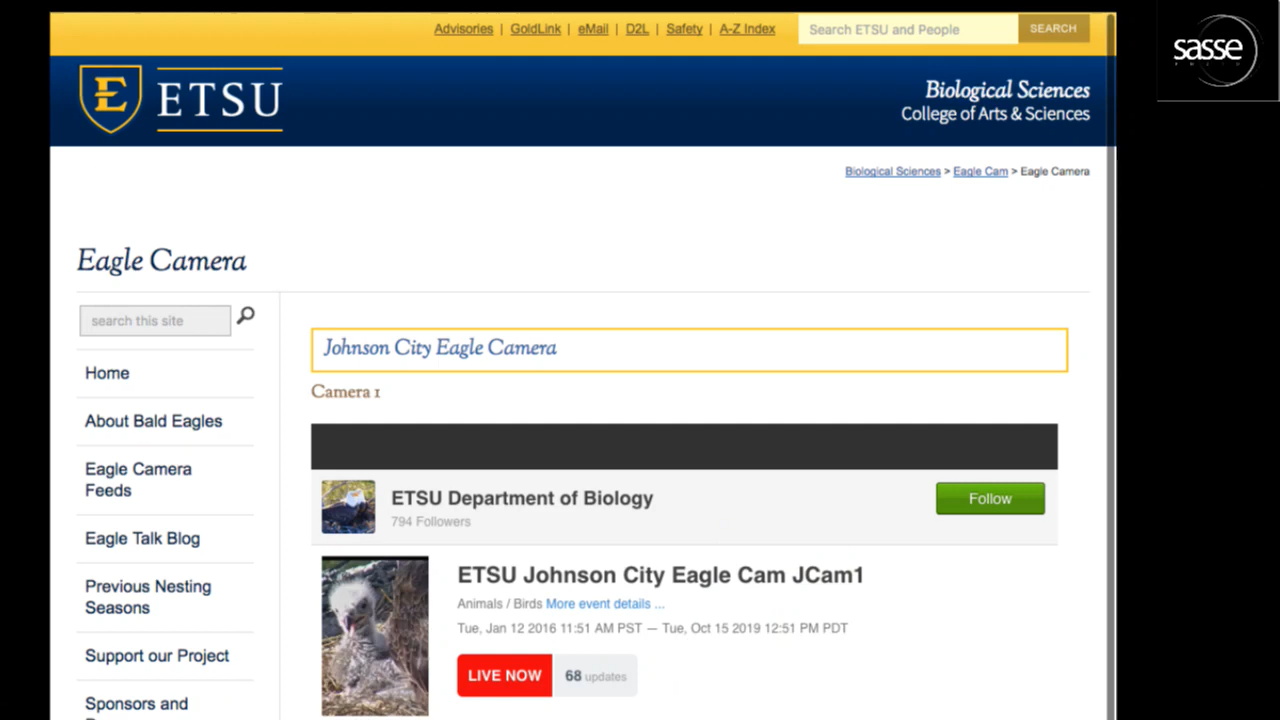 Advisories | GoldLink | eMail | D2L | Safety | A-Z Index
Search ETSU and People
SEARCH
sasse
E ETSU
Biological Sciences
College of Arts & Sciences
Biological Sciences > Eagle Cam > Eagle Camera
Eagle Camera
search this site
Home
About Bald Eagles
Eagle Camera
Feeds
Eagle Talk Blog
Previous Nesting
Seasons
Support our Project
Sponsors and
Johnson City Eagle Camera
Camera 1
ETSU Department of Biology
794 Followers
Follow
ETSU Johnson City Eagle Cam JCam1
Animals / Birds More event details ...
Tue, Jan 12 2016 11:51 AM PST — Tue, Oct 15 2019 12:51 PM PDT
LIVE NOW
68 updates